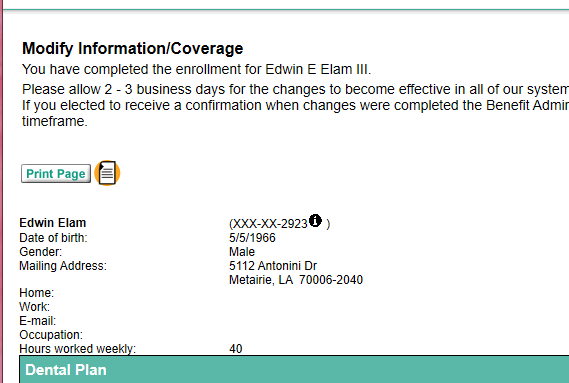 Modify Information/Coverage
You have completed the enrollment for Edwin E Elam III.
Please allow 2 - 3 business days for the changes to become effective in all of our system
If you elected to receive a confirmation when changes were completed the Benefit Admin
timeframe.
Print Page
Edwin Elam (XXX-XX-2923 )
Date of birth: 5/5/1966
Gender: Male
Mailing Address: 5112 Antonini Dr
Metairie, LA 70006-2040
Home:
Work:
E-mail:
Occupation:
Hours worked weekly: 40
Dental Plan